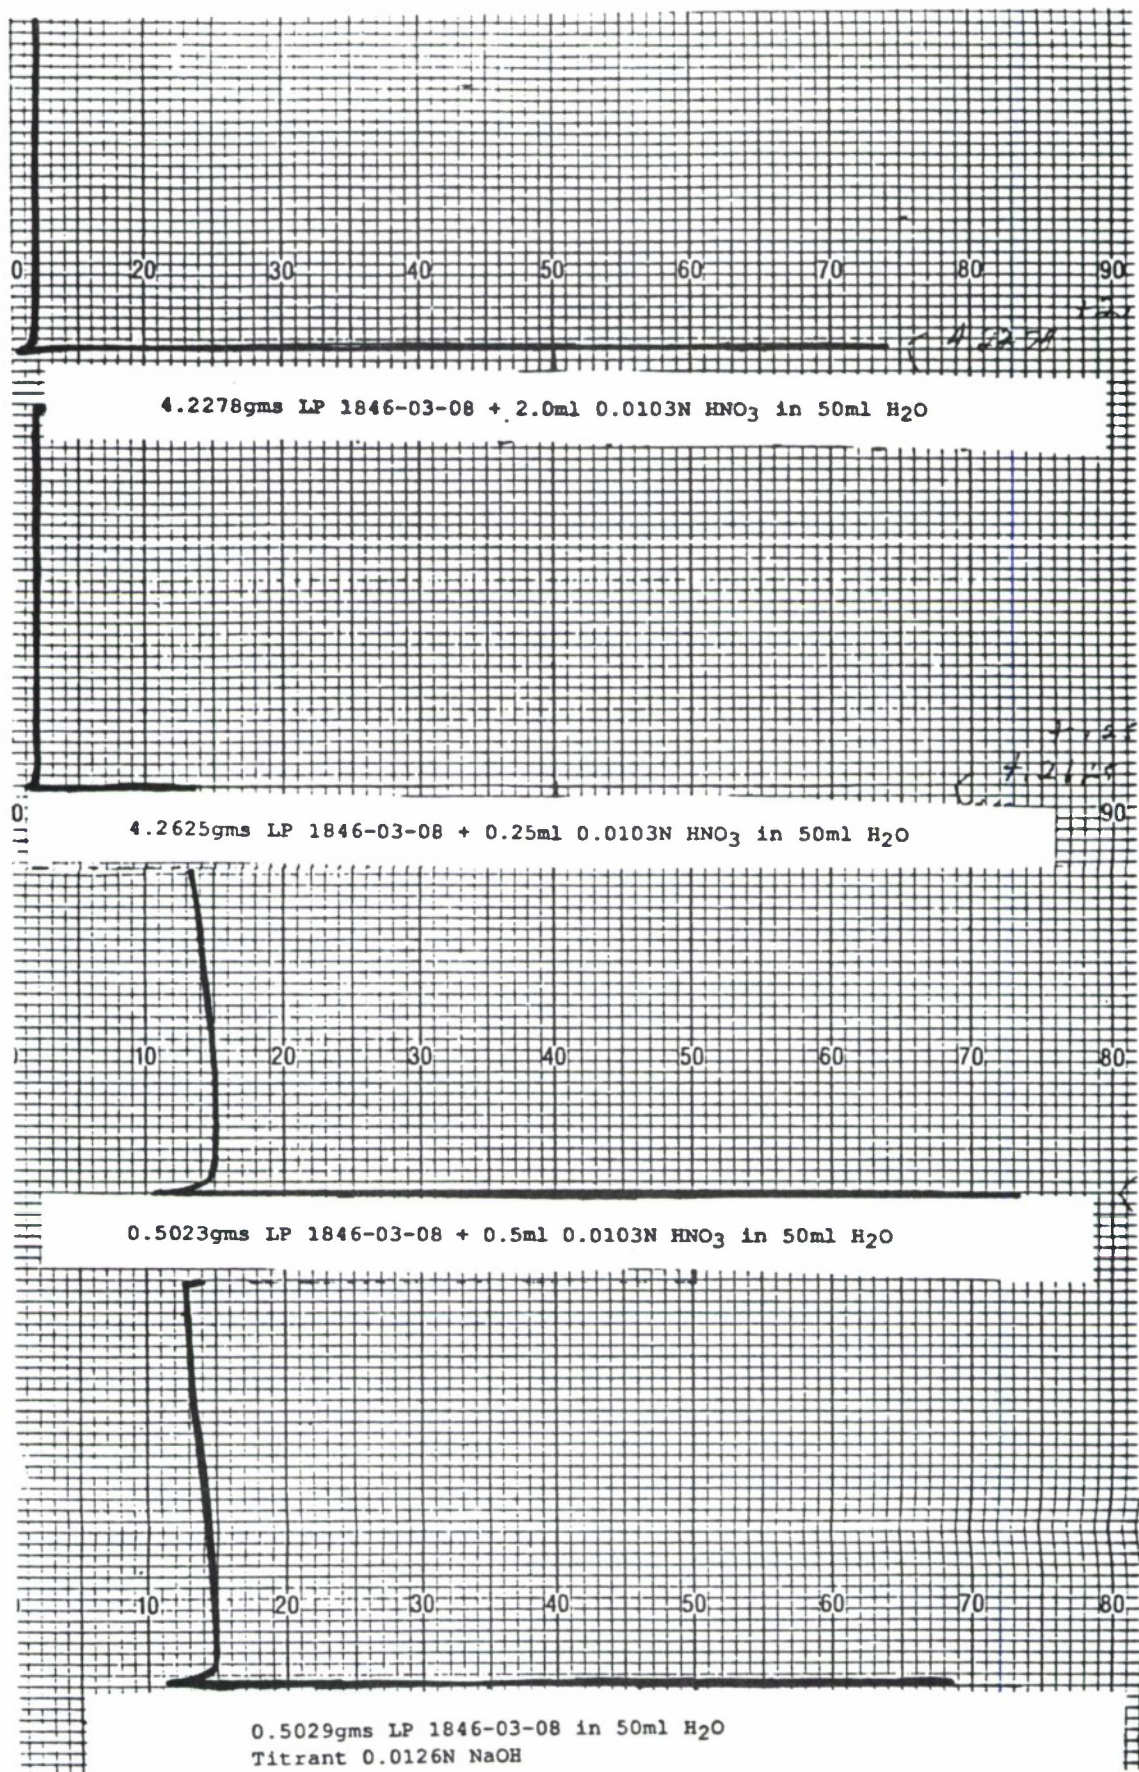 0 20 30 40 50 60 70 80 90
4.2278gms LP 1846-03-08 + 2.0ml 0.0103N HNO3 in 50ml H2O
0 90
4.2625gms LP 1846-03-08 + 0.25ml 0.0103N HNO3 in 50ml H2O
10 20 30 40 50 60 70 80
0.5023gms LP 1846-03-08 + 0.5ml 0.0103N HNO3 in 50ml H2O
10 20 30 40 50 60 70 80
0.5029gms LP 1846-03-08 in 50ml H2O
Titrant 0.0126N NaOH